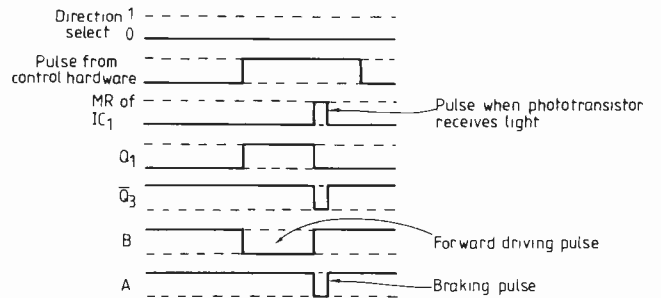 Direction 1
select 0
Pulse from
control hardware
MR of
IC1
Pulse when phototransistor
receives light
Q1
Q̅3
B
Forward driving pulse
A
Braking pulse